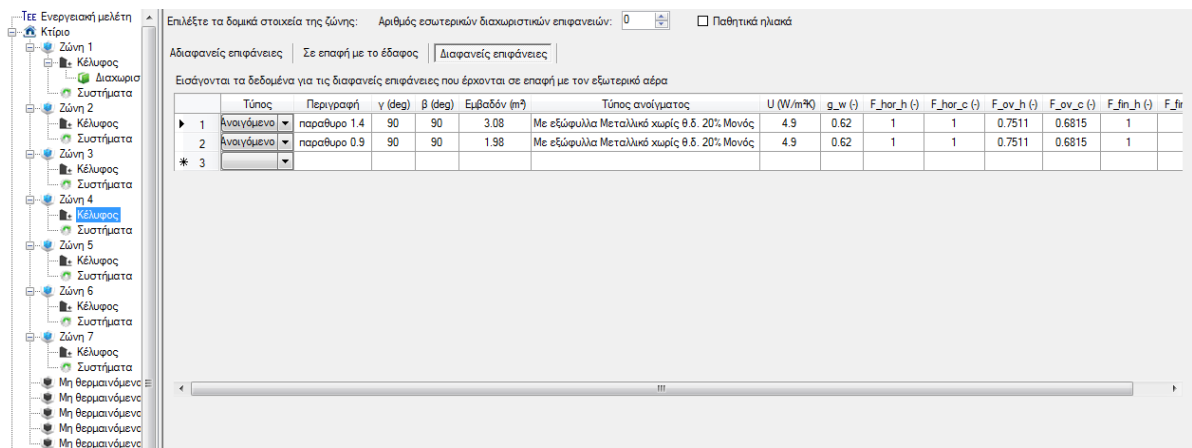 ΤΕΕ Ενεργειακή μελέτη
Κτίριο
Ζώνη 1
Κέλυφος
Διαχωρισ
Συστήματα
Ζώνη 2
Κέλυφος
Συστήματα
Ζώνη 3
Κέλυφος
Συστήματα
Ζώνη 4
Κέλυφος
Συστήματα
Ζώνη 5
Κέλυφος
Συστήματα
Ζώνη 6
Κέλυφος
Συστήματα
Ζώνη 7
Κέλυφος
Συστήματα
Μη θερμαινόμενο
Μη θερμαινόμενο
Μη θερμαινόμενο
Μη θερμαινόμενο
Μη θερμαινόμενο
Επιλέξτε τα δομικά στοιχεία της ζώνης: Αριθμός εσωτερικών διαχωριστικών επιφανειών: 0 Παθητικά ηλιακά
Αδιαφανείς επιφάνειες Σε επαφή με το έδαφος Διαφανείς επιφάνειες
Εισάγονται τα δεδομένα για τις διαφανείς επιφάνειες που έρχονται σε επαφή με τον εξωτερικό αέρα
Τύπος Περιγραφή γ (deg) β (deg) Εμβαδόν (m²) Τύπος ανοίγματος U (W/m²K) g_w (-) F_hor_h (-) F_hor_c (-) F_ov_h (-) F_ov_c (-) F_fin_h (-) F_fin
1 Ανοιγόμενο παραθυρο 1.4 90 90 3.08 Με εξώφυλλα Μεταλλικό χωρίς θ.δ. 20% Μονός 4.9 0.62 1 1 0.7511 0.6815 1
2 Ανοιγόμενο παραθυρο 0.9 90 90 1.98 Με εξώφυλλα Μεταλλικό χωρίς θ.δ. 20% Μονός 4.9 0.62 1 1 0.7511 0.6815 1
* 3